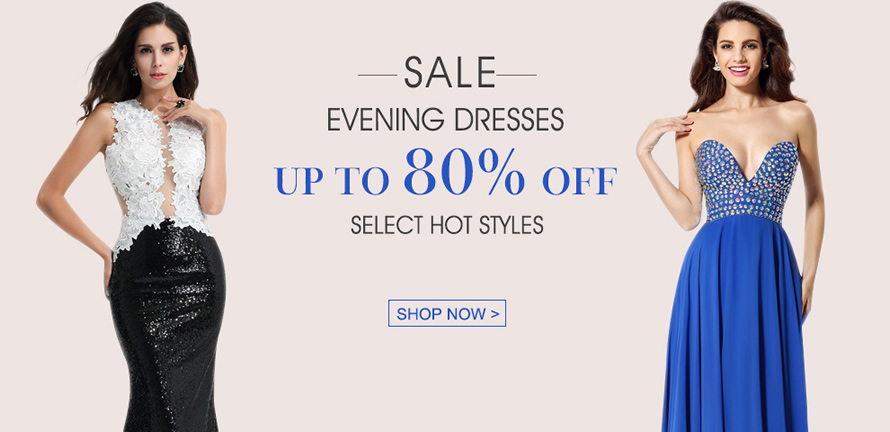 SALE
EVENING DRESSES
UP TO 80% OFF
SELECT HOT STYLES
SHOP NOW >